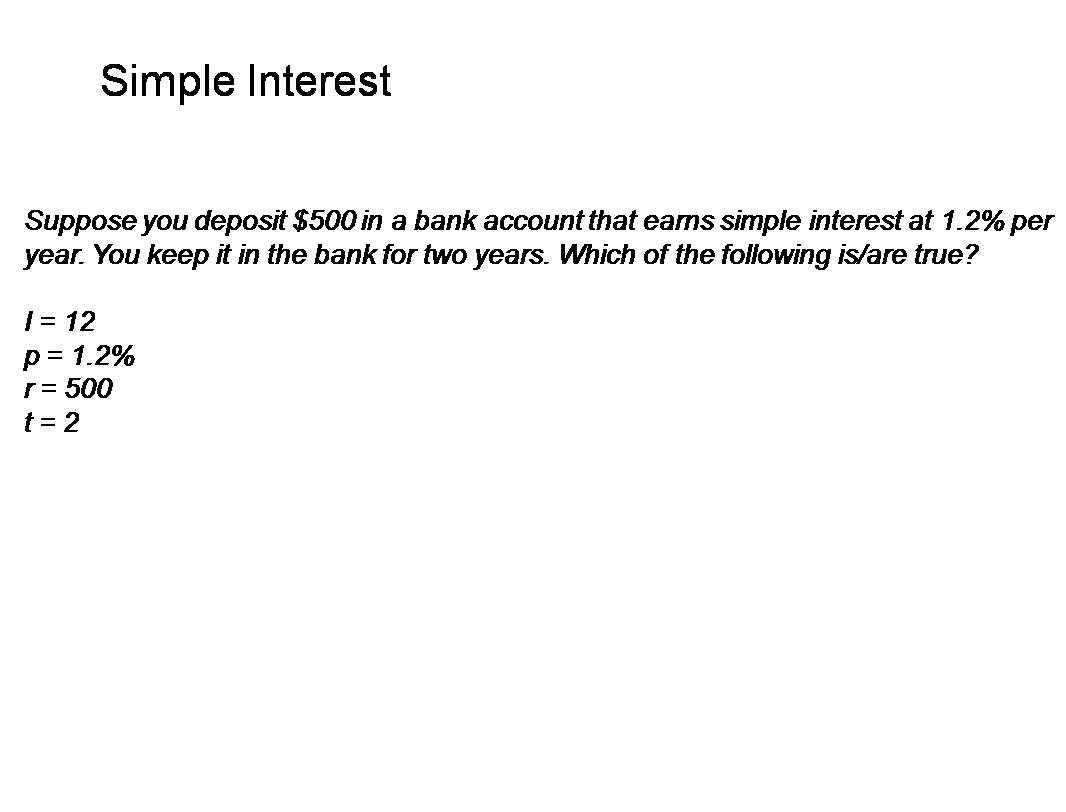 Simple Interest
Suppose you deposit $500 in a bank account that earns simple interest at 1.2% per
year. You keep it in the bank for two years. Which of the following is/are true?
I = 12
p = 1.2%
r = 500
t = 2